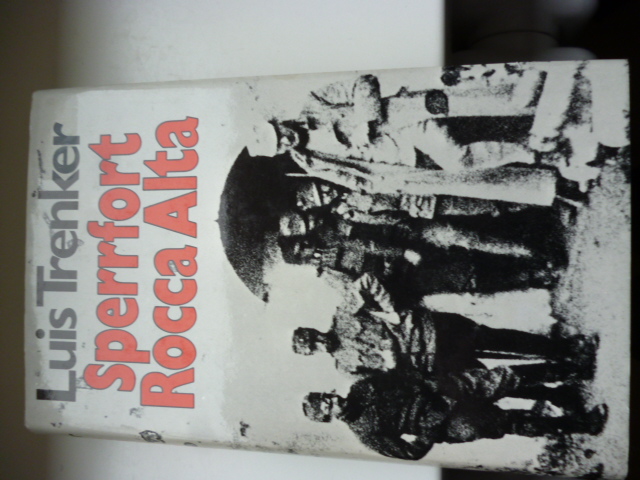 Luis Trenker
Sperrfort
Rocca Alta